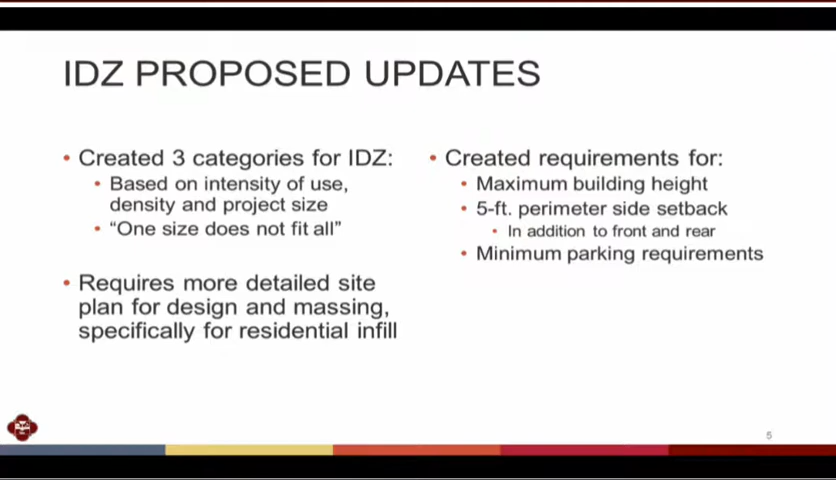 IDZ PROPOSED UPDATES
• Created 3 categories for IDZ:
• Based on intensity of use,
density and project size
• “One size does not fit all”
• Requires more detailed site
plan for design and massing,
specifically for residential infill
• Created requirements for:
• Maximum building height
• 5-ft. perimeter side setback
• In addition to front and rear
• Minimum parking requirements
5